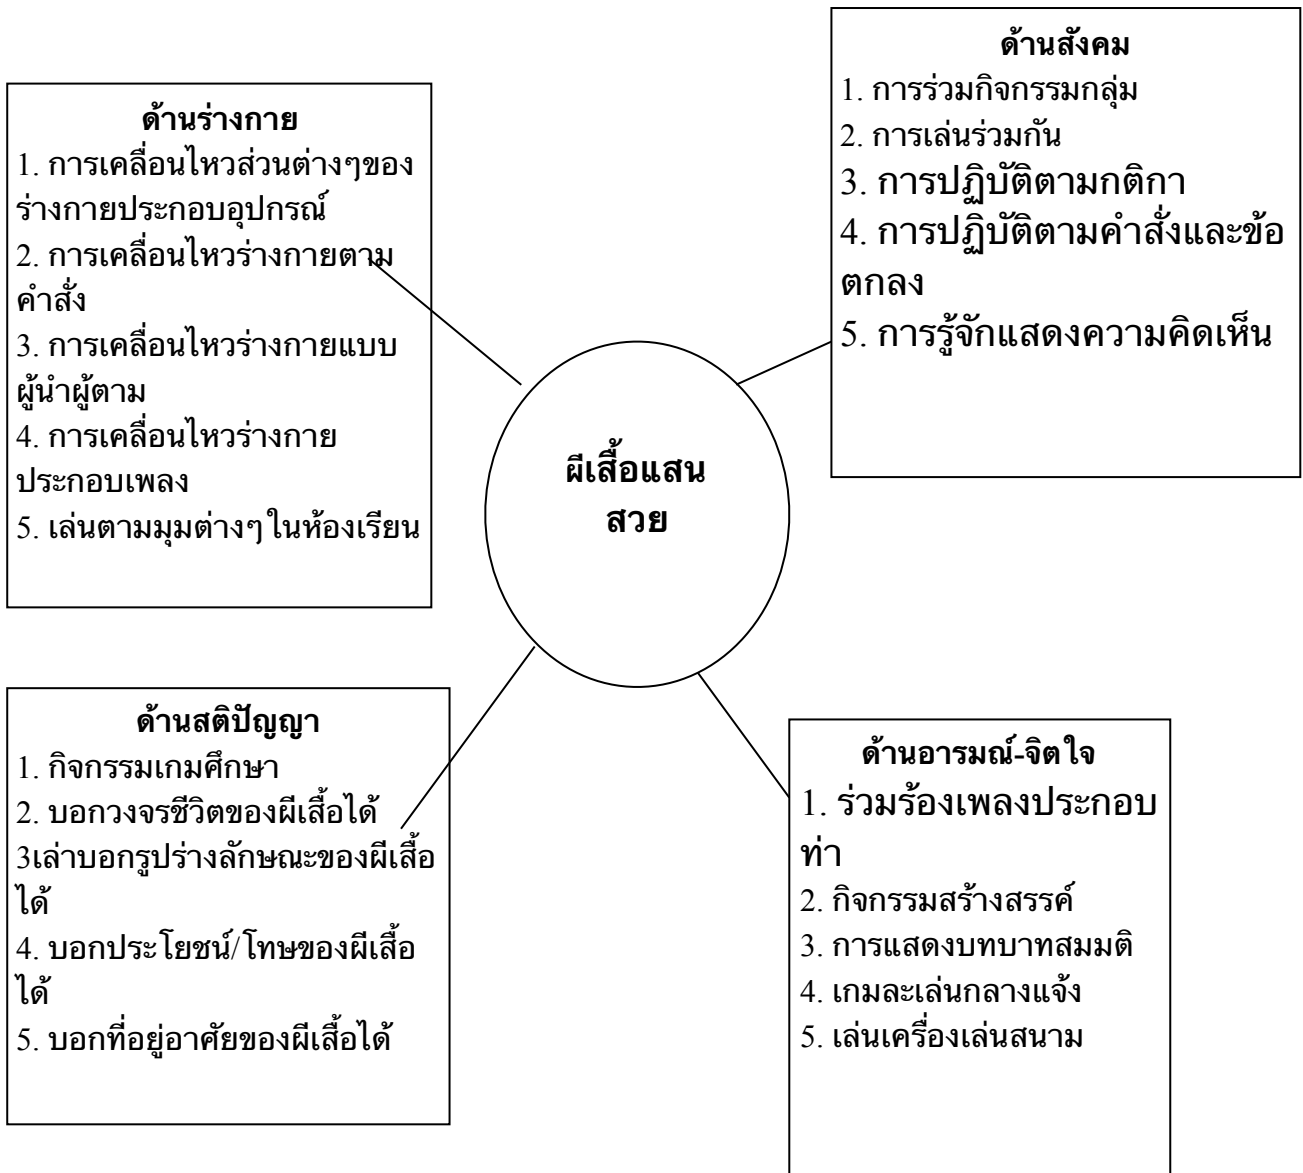 ด้านสังคม
1. การร่วมกิจกรรมกลุ่ม
2. การเล่นร่วมกัน
3. การปฏิบัติตามกติกา
4. การปฏิบัติตามคำสั่งและข้อ
ตกลง
5. การรู้จักแสดงความคิดเห็น
ด้านร่างกาย
1. การเคลื่อนไหวส่วนต่างๆของ
ร่างกายประกอบอุปกรณ์
2. การเคลื่อนไหวร่างกายตาม
คำสั่ง
3. การเคลื่อนไหวร่างกายแบบ
ผู้นำผู้ตาม
4. การเคลื่อนไหวร่างกาย
ประกอบเพลง
5. เล่นตามมุมต่างๆในห้องเรียน
ผีเสื้อแสน
สวย
ด้านสติปัญญา
1. กิจกรรมเกมศึกษา
2. บอกวงจรชีวิตของผีเสื้อได้
3เล่าบอกรูปร่างลักษณะของผีเสื้อ
ได้
4. บอกประโยชน์/โทษของผีเสื้อ
ได้
5. บอกที่อยู่อาศัยของผีเสื้อได้
ด้านอารมณ์-จิตใจ
1. ร่วมร้องเพลงประกอบ
ท่า
2. กิจกรรมสร้างสรรค์
3. การแสดงบทบาทสมมติ
4. เกมละเล่นกลางแจ้ง
5. เล่นเครื่องเล่นสนาม